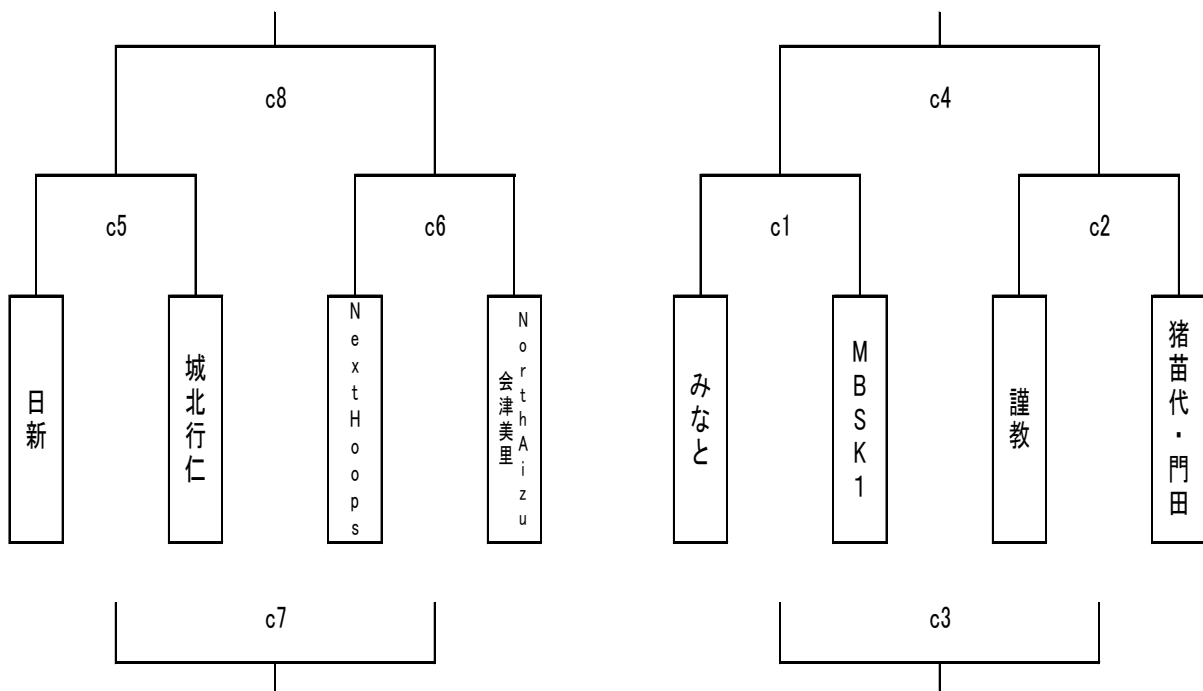 c8
c4
c5
c6
c1
c2
日新
城北行仁
NextHoops
NorthAizu
会津美里
みなと
MBSK1
謹教
猪苗代・門田
c7
c3